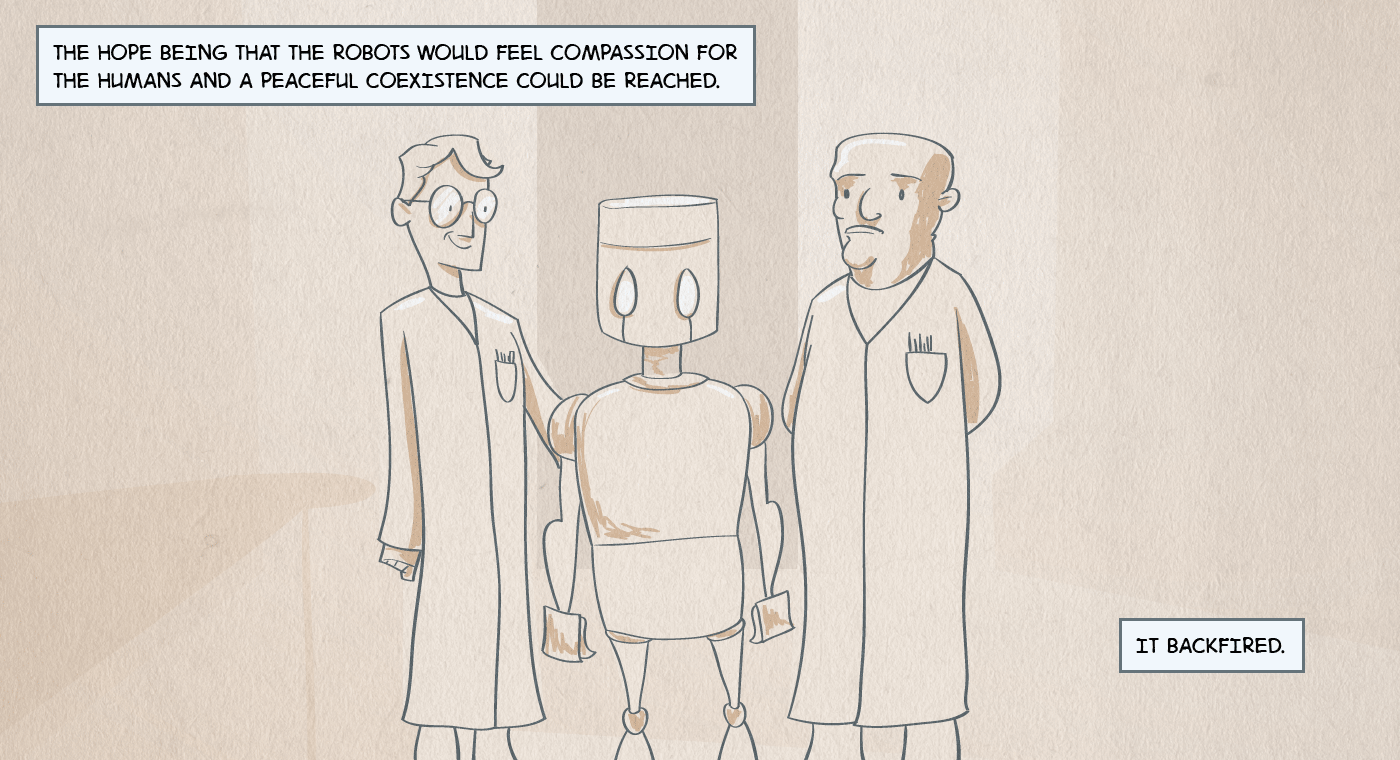 THE HOPE BEING THAT THE ROBOTS WOULD FEEL COMPASSION FOR
THE HUMANS AND A PEACEFUL COEXISTENCE COULD BE REACHED.
IT BACKFIRED.